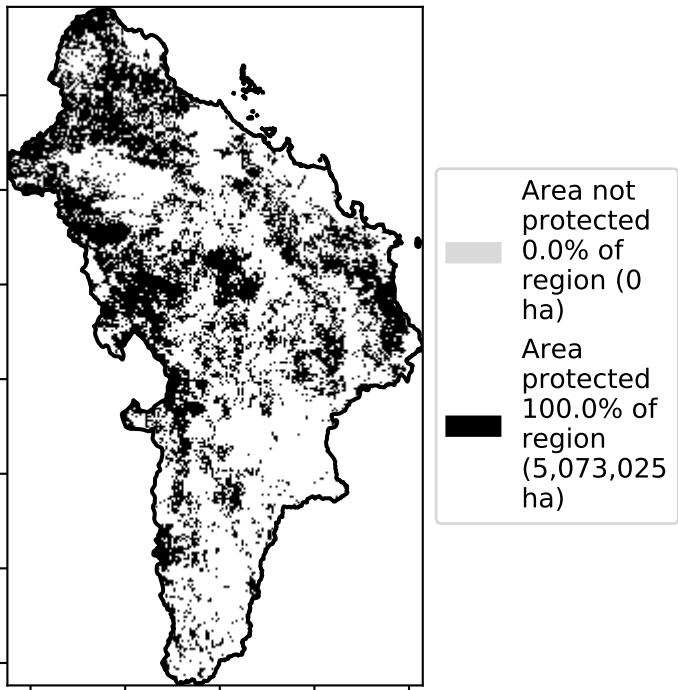 Area not
protected
0.0% of
region (0
ha)
Area
protected
100.0% of
region
(5,073,025
ha)